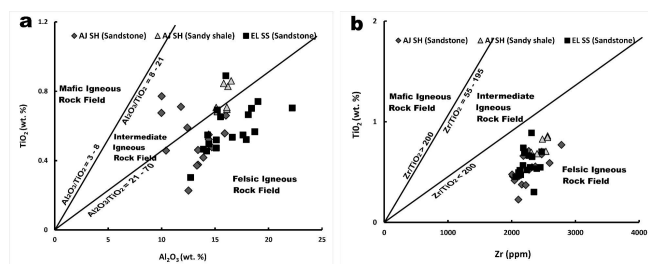 a
AJ SH (Sandstone) AJ SH (Sandy shale) EL SS (Sandstone)
1.6
1.2
0.8
0.4
0
0 5 10 15 20 25
TiO₂ (wt. %)
Al₂O₃ (wt. %)
Mafic Igneous
Rock Field
Al₂O₃/TiO₂ = 3 - 8
Al₂O₃/TiO₂ = 8 - 21
Intermediate
Igneous
Rock Field
Al₂O₃/TiO₂ = 21 - 70
Felsic Igneous
Rock Field
b
AJ SH (Sandstone) AJ SH (Sandy shale) EL SS (Sandstone)
2
1
0
0 1000 2000 3000 4000
TiO₂ (wt. %)
Zr (ppm)
Mafic Igneous
Rock Field
Zr/TiO₂ > 200
Zr/TiO₂ = 55 - 195
Intermediate
Igneous
Rock Field
Zr/TiO₂ < 200
Felsic Igneous
Rock Field